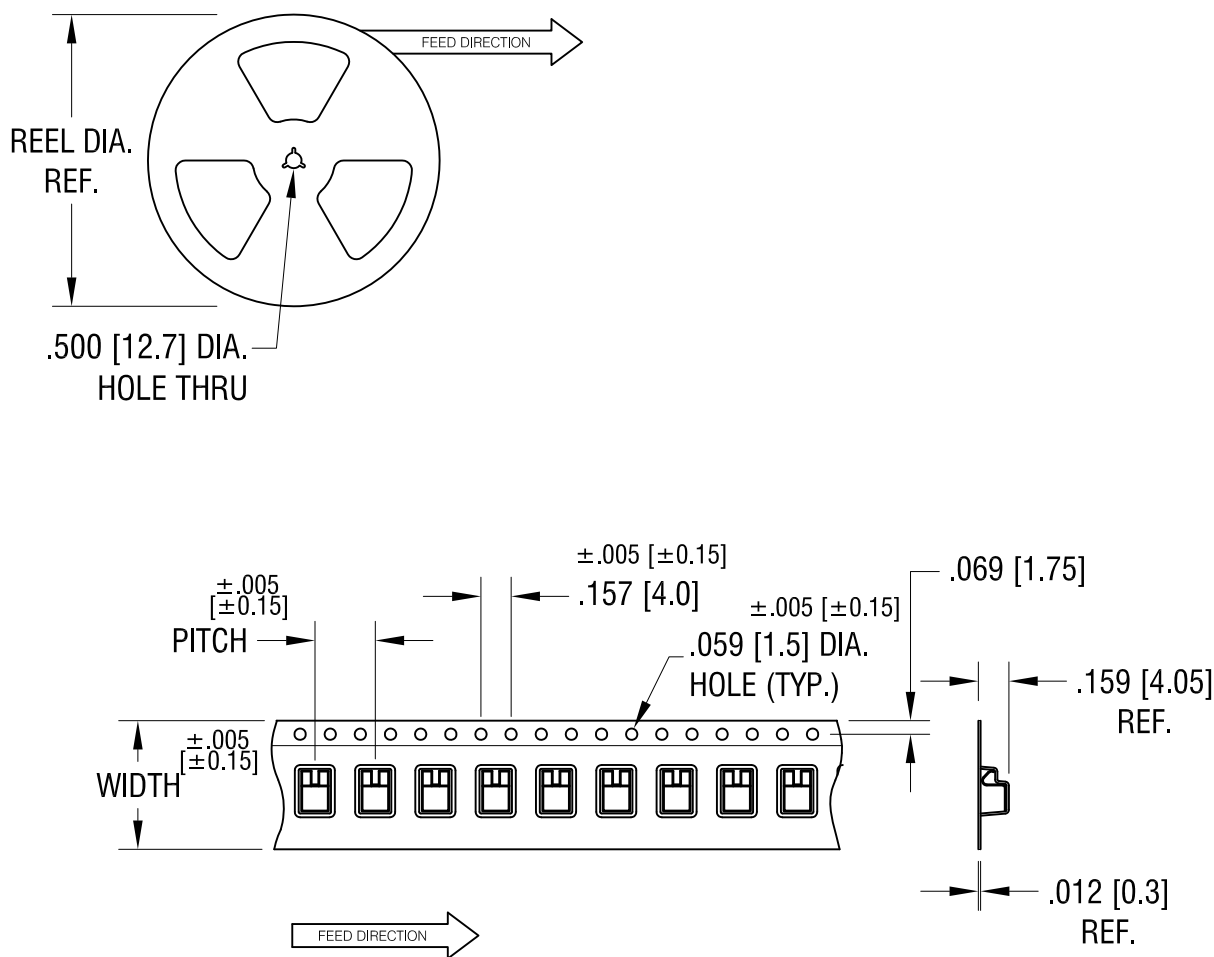 FEED DIRECTION
REEL DIA.
REF.
.500 [12.7] DIA.
HOLE THRU
±.005 [±0.15]
.157 [4.0]
±.005
[±0.15]
PITCH
±.005 [±0.15]
.059 [1.5] DIA.
HOLE (TYP.)
.069 [1.75]
.159 [4.05]
REF.
±.005
[±0.15]
WIDTH
.012 [0.3]
REF.
FEED DIRECTION